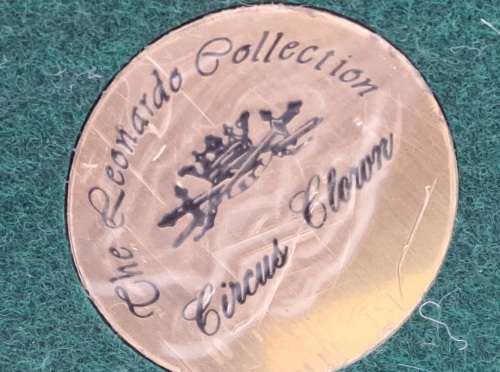 The Leonardo Collection
Circus Clown